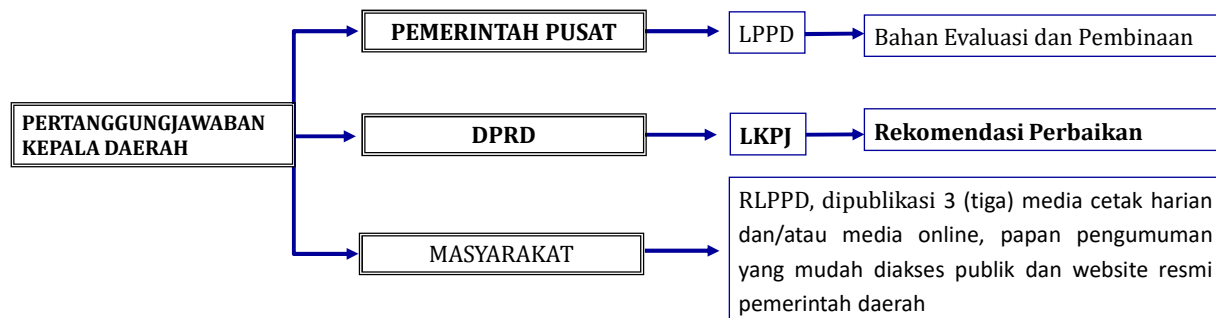 PEMERINTAH PUSAT
LPPD
Bahan Evaluasi dan Pembinaan
PERTANGGUNGJAWABAN
KEPALA DAERAH
DPRD
LKPJ
Rekomendasi Perbaikan
MASYARAKAT
RLPPD, dipublikasi 3 (tiga) media cetak harian
dan/atau media online, papan pengumuman
yang mudah diakses publik dan website resmi
pemerintah daerah